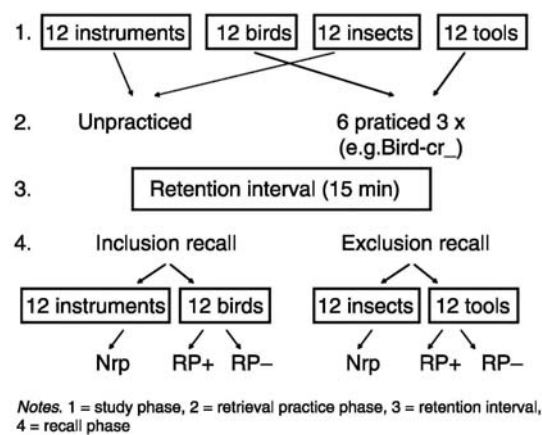 1. 12 instruments 12 birds 12 insects 12 tools
2. Unpracticed 6 praticed 3 x
(e.g.Bird-cr_)
3. Retention interval (15 min)
4. Inclusion recall Exclusion recall
12 instruments 12 birds 12 insects 12 tools
Nrp RP+ RP− Nrp RP+ RP−
Notes. 1 = study phase, 2 = retrieval practice phase, 3 = retention interval,
4 = recall phase